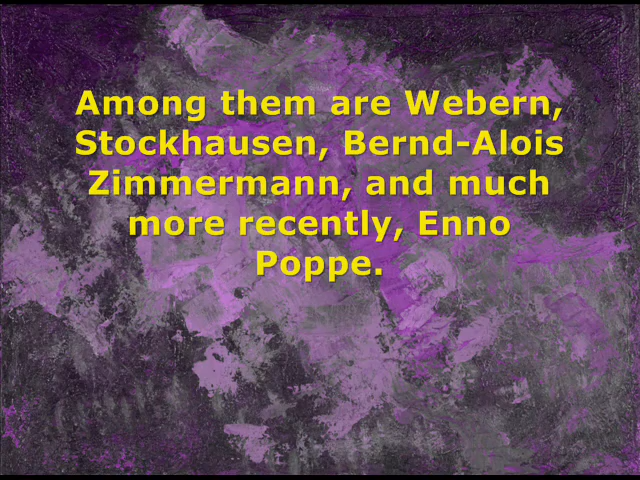 Among them are Webern,
Stockhausen, Bernd-Alois
Zimmermann, and much
more recently, Enno
Poppe.